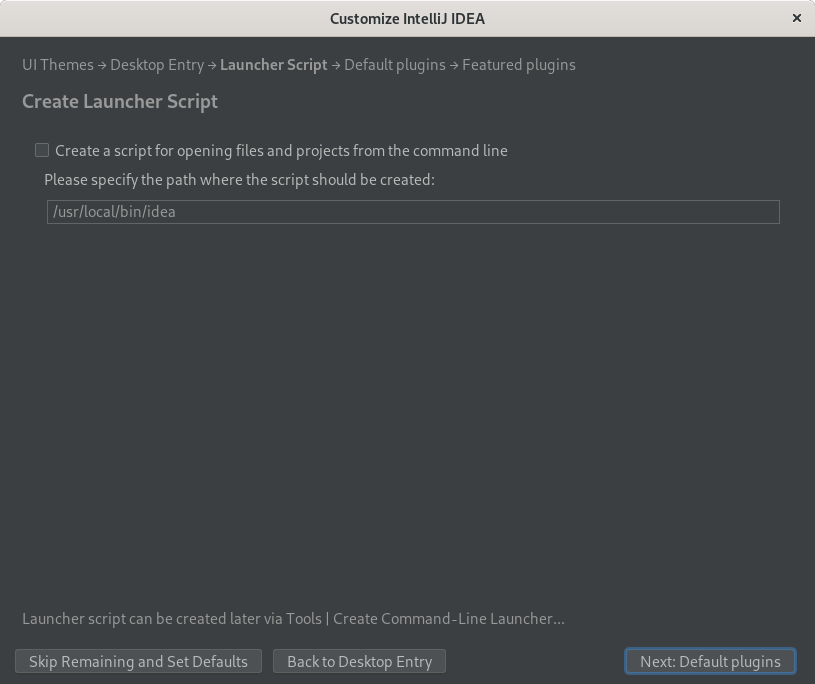 Customize IntelliJ IDEA ×
UI Themes → Desktop Entry → Launcher Script → Default plugins → Featured plugins
Create Launcher Script
Create a script for opening files and projects from the command line
Please specify the path where the script should be created:
/usr/local/bin/idea
Launcher script can be created later via Tools | Create Command-Line Launcher...
Skip Remaining and Set Defaults Back to Desktop Entry Next: Default plugins